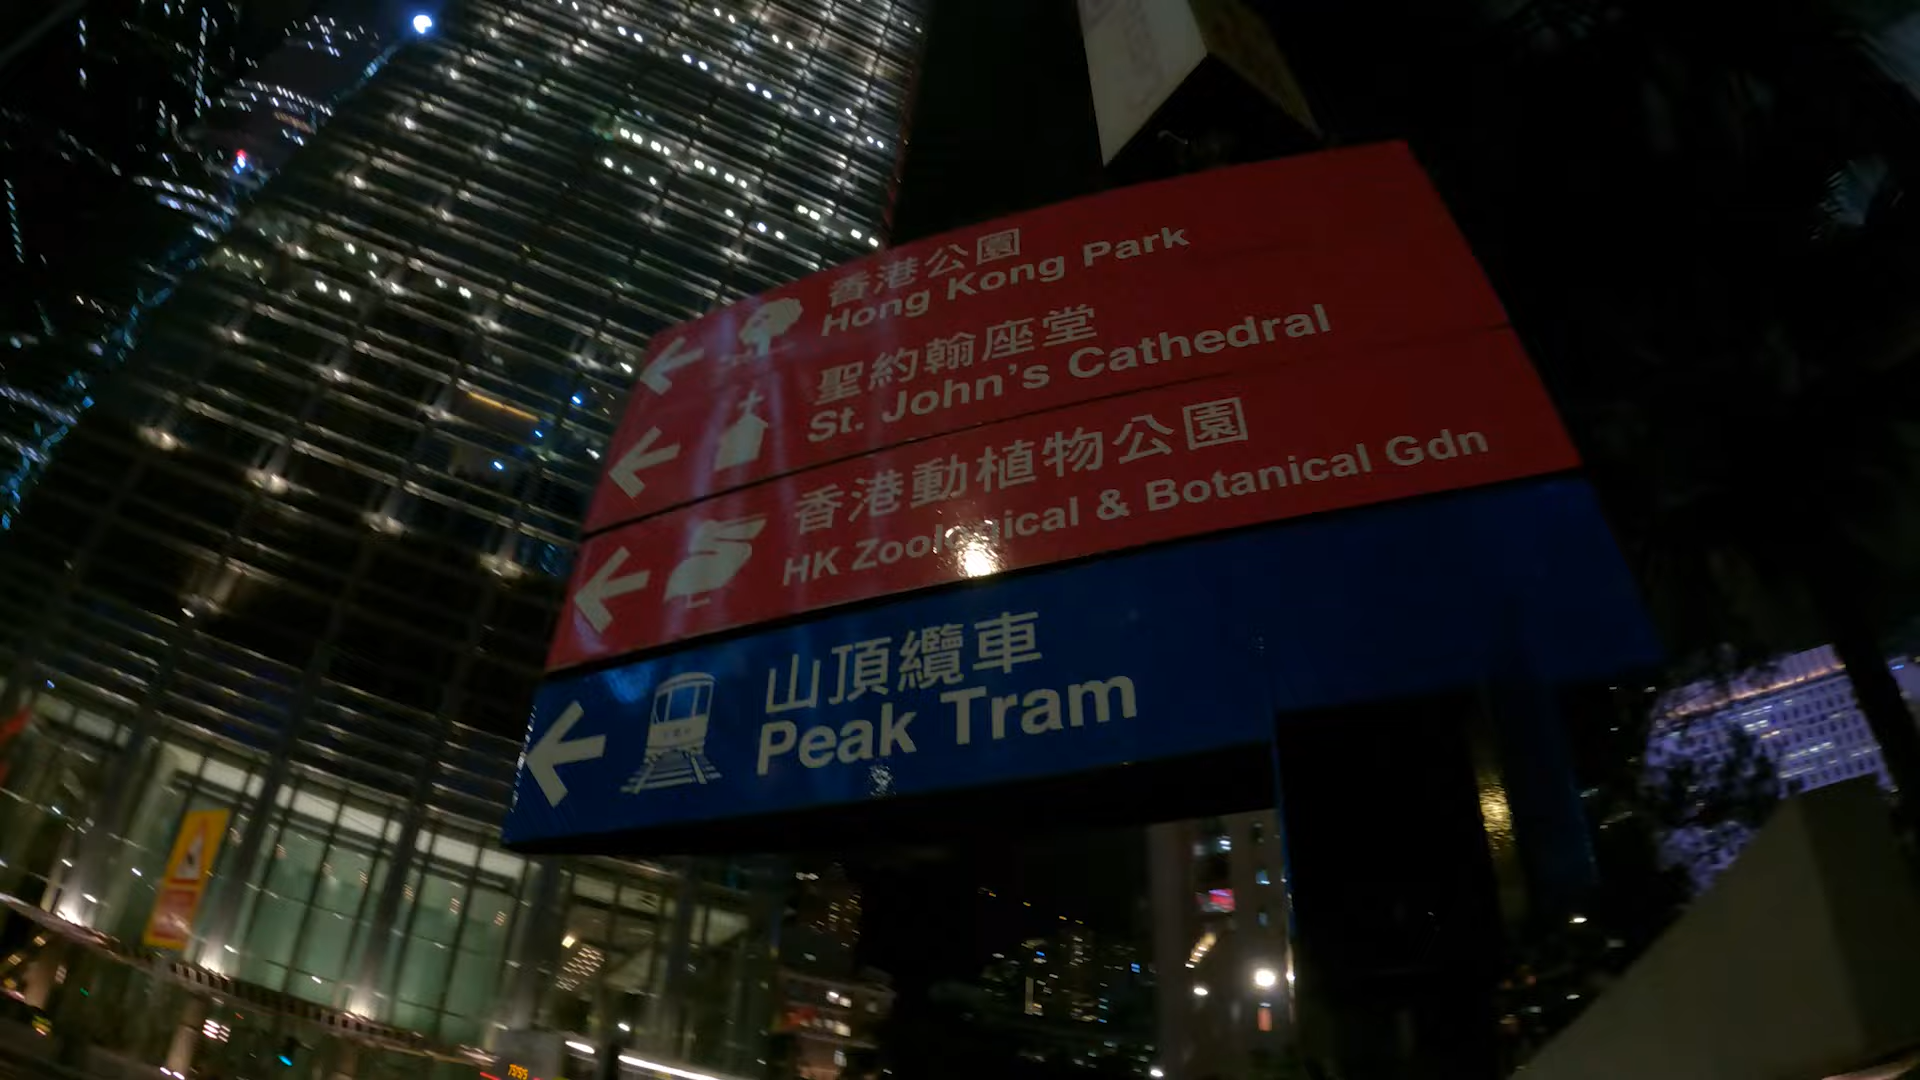 香港公園
Hong Kong Park
聖約翰座堂
St. John's Cathedral
香港動植物公園
HK Zoological & Botanical Gdn
山頂纜車
Peak Tram